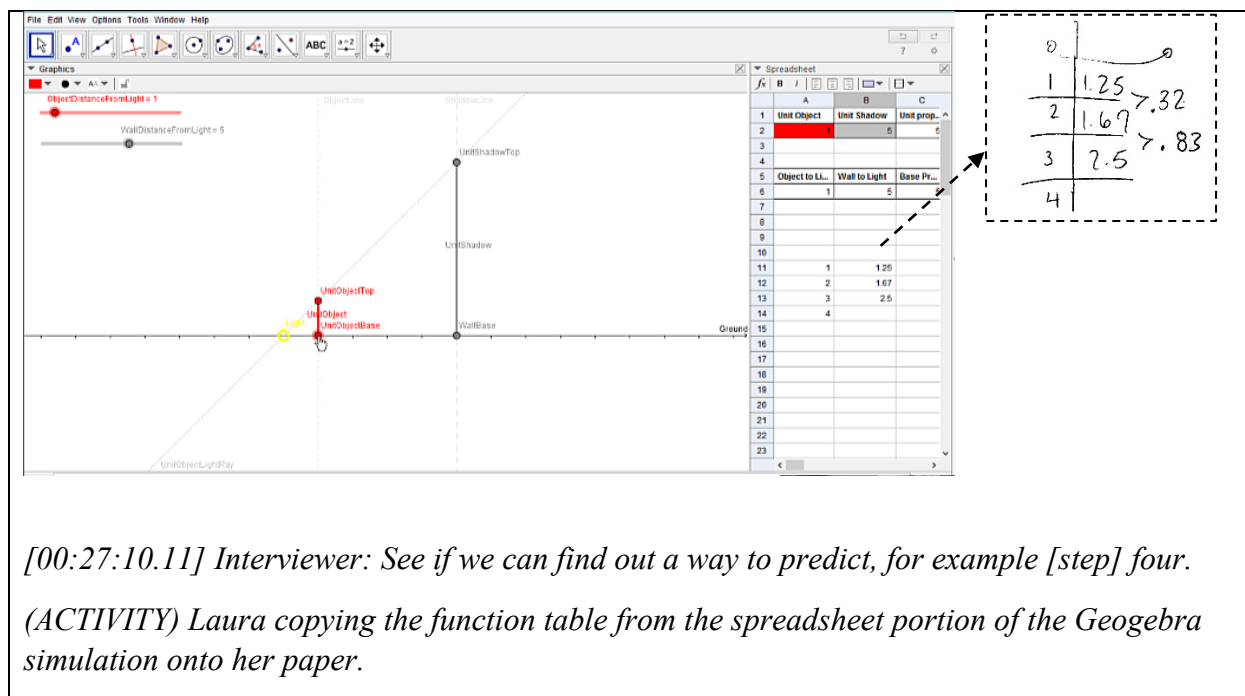 File Edit View Options Tools Window Help
ABC a=2
Graphics
Spreadsheet
ObjectDistanceFromLight = 1
WallDistanceFromLight = 5
ObjectLine
ShadowLine
UnitShadowTop
UnitShadow
UnitObjectTop
UnitObject
Light
UnitObjectBase
WallBase
Ground
UnitObjectLightRay
A B C
1 Unit Object Unit Shadow Unit prop...
2 1 5 5
3
4
5 Object to Li... Wall to Light Base Pr...
6 1 5
7
8
9
10
11 1 1.25
12 2 1.67
13 3 2.5
14 4
15
16
17
18
19
20
21
22
23
0
1 1.25
>.32
2 1.67
>.83
3 2.5
4
[00:27:10.11] Interviewer: See if we can find out a way to predict, for example [step] four.
(ACTIVITY) Laura copying the function table from the spreadsheet portion of the Geogebra
simulation onto her paper.